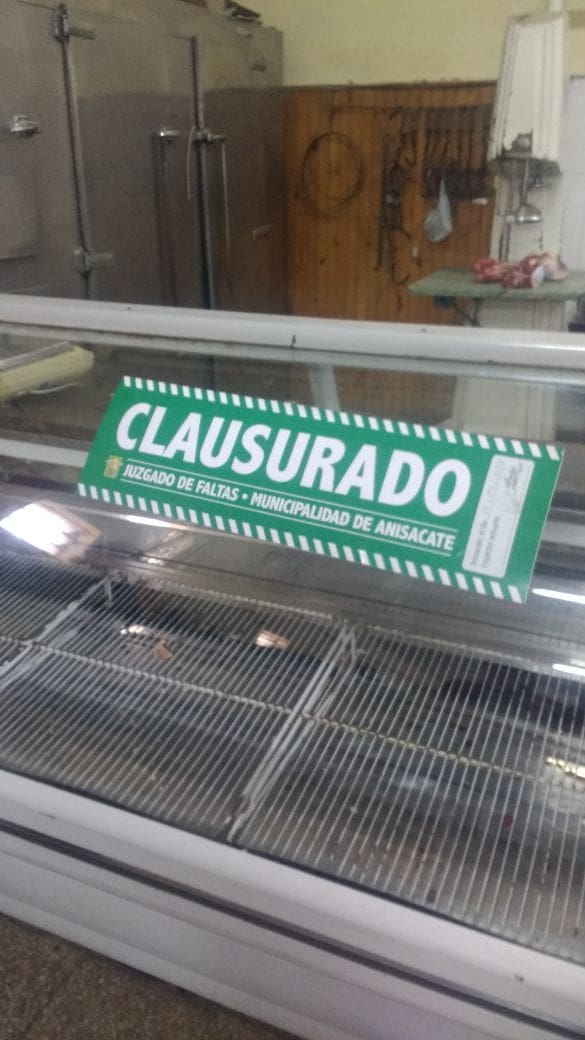 CLAUSURADO
JUZGADO DE FALTAS • MUNICIPALIDAD DE ANISACATE